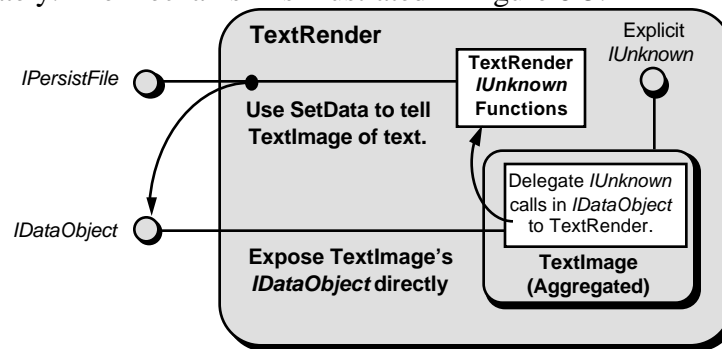 TextRender
Explicit
IUnknown
IPersistFile
TextRender
IUnknown
Functions
Use SetData to tell
TextImage of text.
Delegate IUnknown
calls in IDataObject
to TextRender.
IDataObject
Expose TextImage's
IDataObject directly
TextImage
(Aggregated)